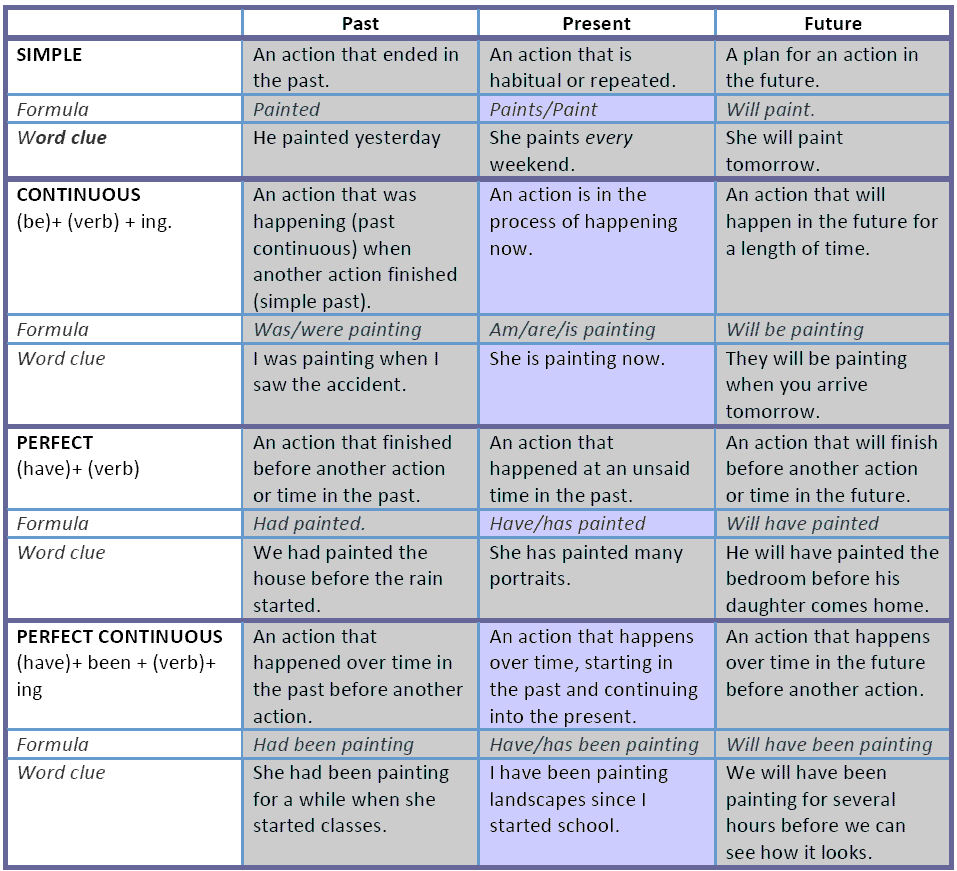 Past Present Future
SIMPLE
An action that ended in
the past.
An action that is
habitual or repeated.
A plan for an action in
the future.
Formula
Painted
Paints/Paint
Will paint.
Word clue
He painted yesterday
She paints every
weekend.
She will paint
tomorrow.
CONTINUOUS
(be)+ (verb) + ing.
An action that was
happening (past
continuous) when
another action finished
(simple past).
An action is in the
process of happening
now.
An action that will
happen in the future for
a length of time.
Formula
Was/were painting
Am/are/is painting
Will be painting
Word clue
I was painting when I
saw the accident.
She is painting now.
They will be painting
when you arrive
tomorrow.
PERFECT
(have)+ (verb)
An action that finished
before another action
or time in the past.
An action that
happened at an unsaid
time in the past.
An action that will finish
before another action
or time in the future.
Formula
Had painted.
Have/has painted
Will have painted
Word clue
We had painted the
house before the rain
started.
She has painted many
portraits.
He will have painted the
bedroom before his
daughter comes home.
PERFECT CONTINUOUS
(have)+ been + (verb)+
ing
An action that
happened over time in
the past before another
action.
An action that happens
over time, starting in
the past and continuing
into the present.
An action that happens
over time in the future
before another action.
Formula
Had been painting
Have/has been painting
Will have been painting
Word clue
She had been painting
for a while when she
started classes.
I have been painting
landscapes since I
started school.
We will have been
painting for several
hours before we can
see how it looks.